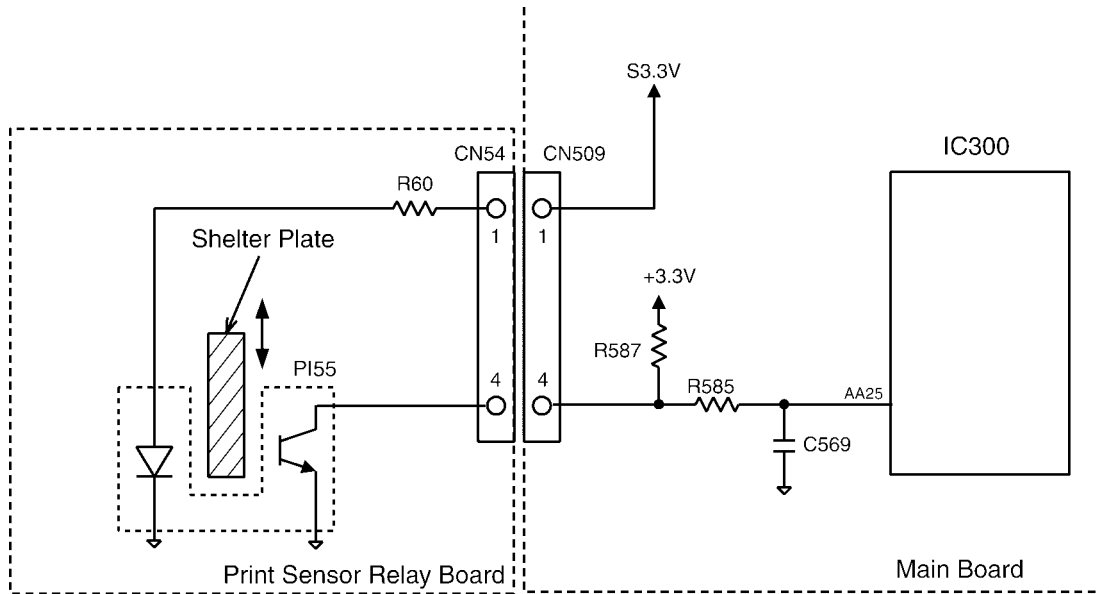 S3.3V
IC300
CN54
CN509
R60
1
1
Shelter Plate
+3.3V
R587
PI55
4
4
R585
AA25
C569
Print Sensor Relay Board
Main Board